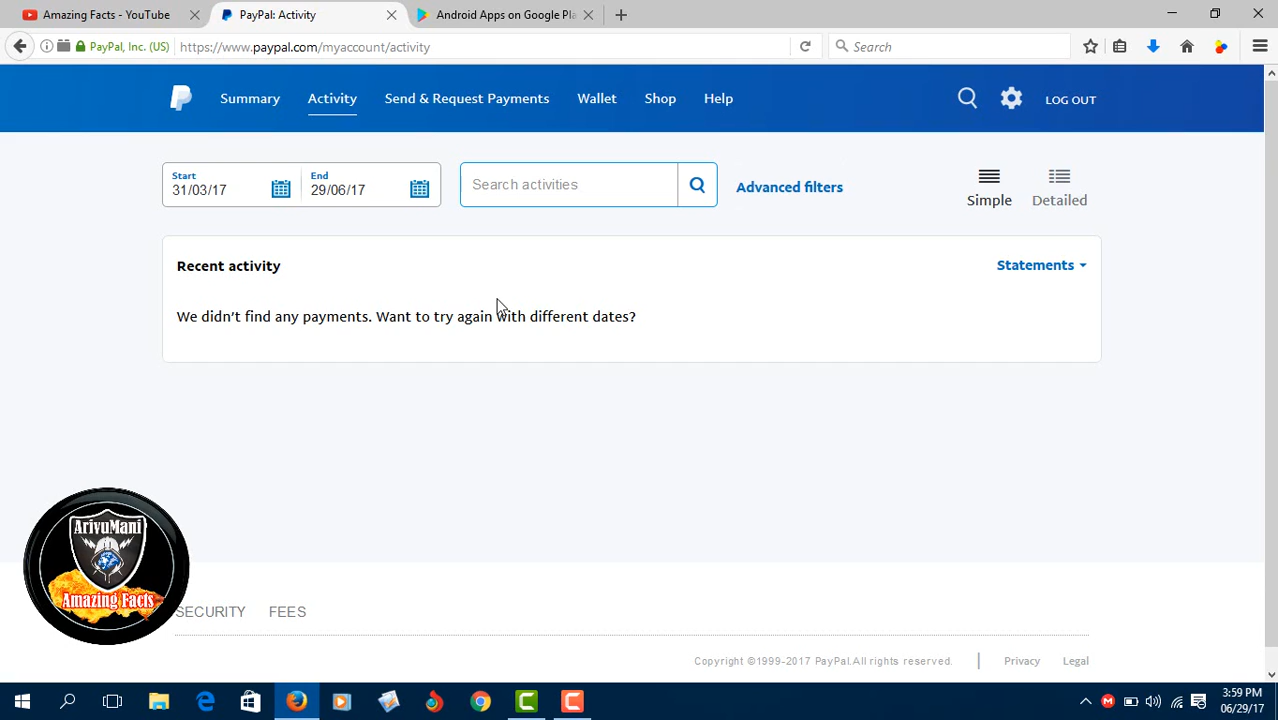 Amazing Facts - YouTube
PayPal: Activity
Android Apps on Google Pla
PayPal, Inc. (US)
https://www.paypal.com/myaccount/activity
Search
Summary
Activity
Send & Request Payments
Wallet
Shop
Help
LOG OUT
Start
31/03/17
End
29/06/17
Search activities
Advanced filters
Simple
Detailed
Recent activity
Statements
We didn't find any payments. Want to try again with different dates?
ArivuMani
Amazing Facts
SECURITY
FEES
Copyright ©1999-2017 PayPal.All rights reserved.
Privacy
Legal
3:59 PM
06/29/17